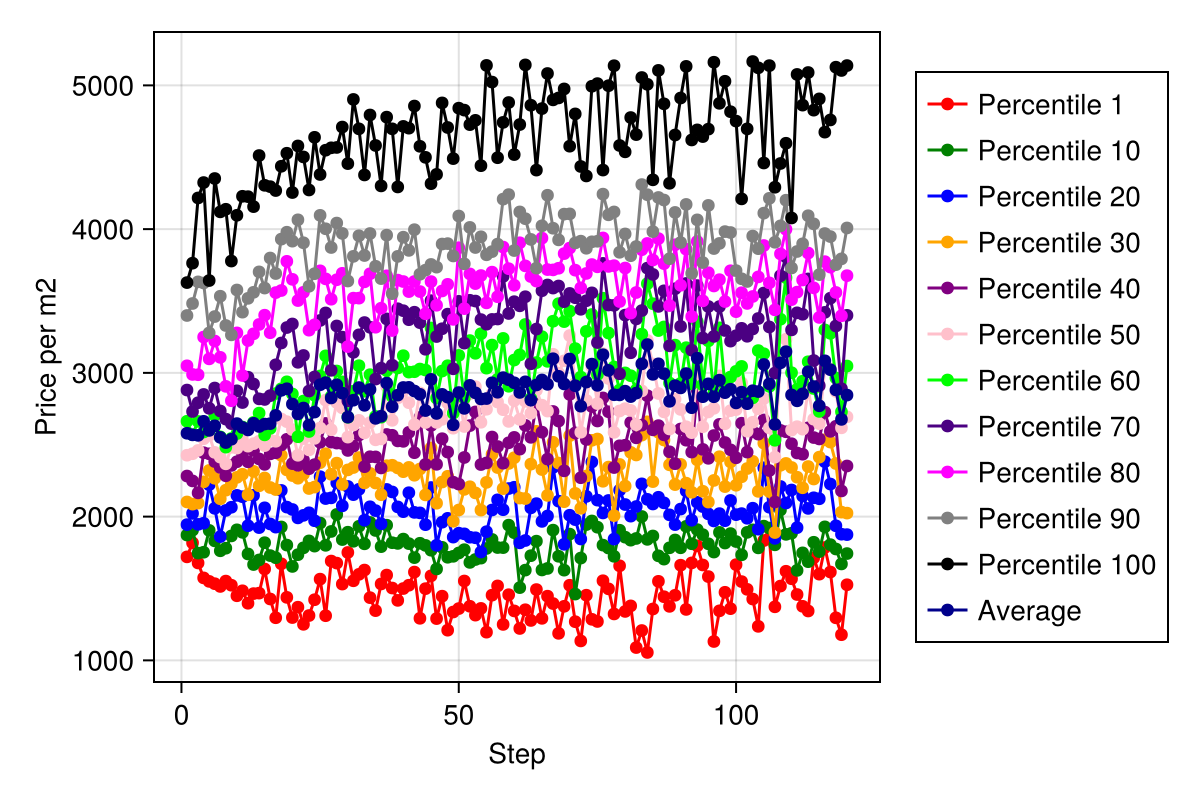 5000
4000
3000
2000
1000
Price per m2
0
50
100
Step
Percentile 1
Percentile 10
Percentile 20
Percentile 30
Percentile 40
Percentile 50
Percentile 60
Percentile 70
Percentile 80
Percentile 90
Percentile 100
Average